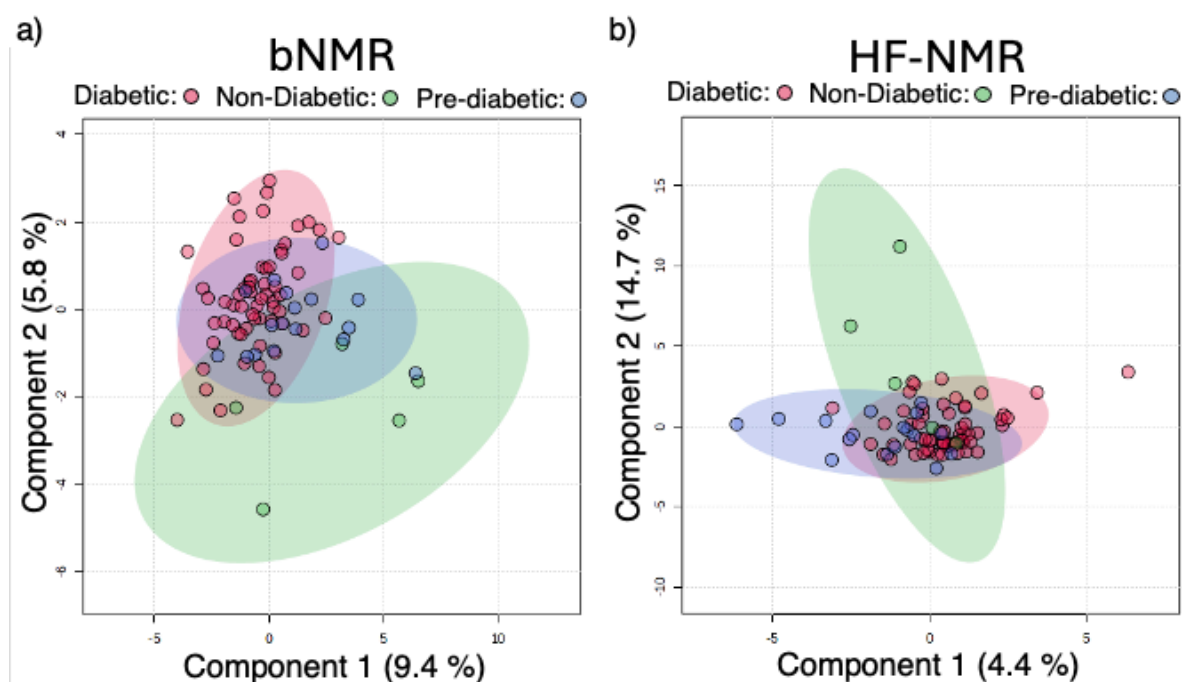 a)
bNMR
Diabetic: Non-Diabetic: Pre-diabetic:
4
2
0
-2
-4
-6
Component 2 (5.8 %)
-5 0 5 10
Component 1 (9.4 %)
b)
HF-NMR
Diabetic: Non-Diabetic: Pre-diabetic:
15
10
5
0
-5
-10
Component 2 (14.7 %)
-5 0 5
Component 1 (4.4 %)